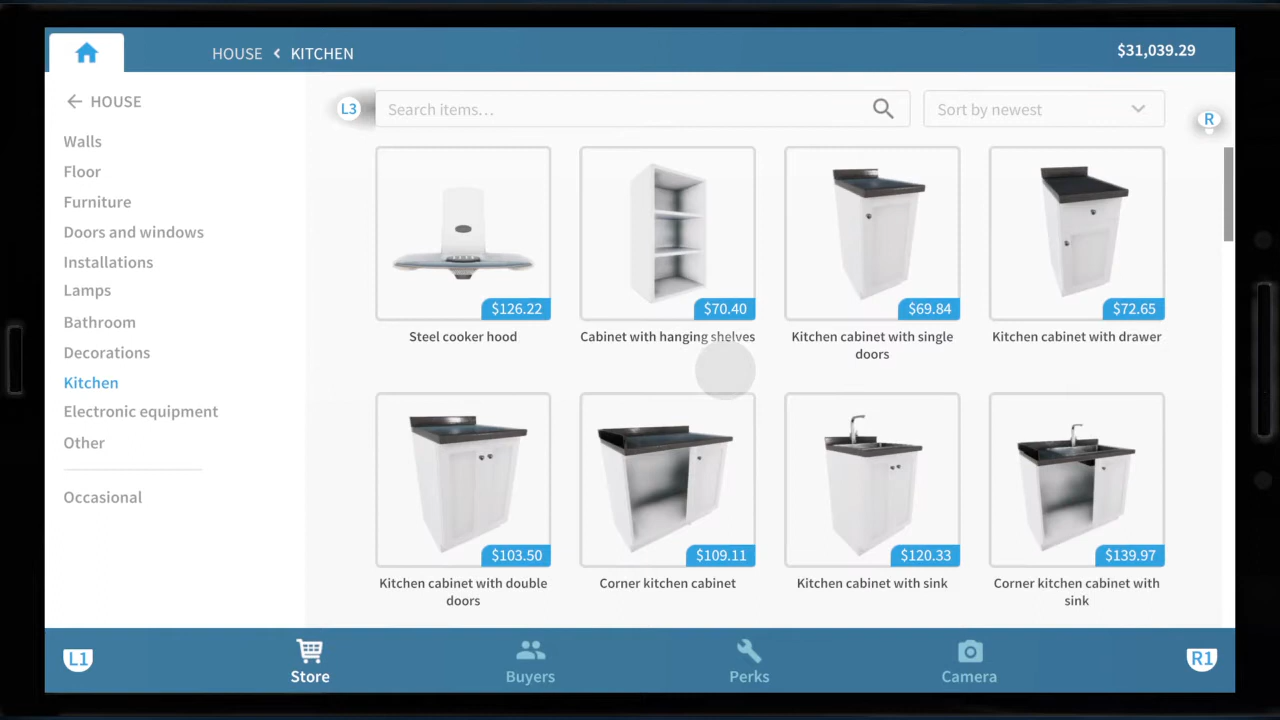 HOUSE < KITCHEN
$31,039.29
HOUSE
Walls
Floor
Furniture
Doors and windows
Installations
Lamps
Bathroom
Decorations
Kitchen
Electronic equipment
Other
Occasional
L3
Search items...
Sort by newest
R
$126.22
$70.40
$69.84
$72.65
Steel cooker hood
Cabinet with hanging shelves
Kitchen cabinet with single
doors
Kitchen cabinet with drawer
$103.50
$109.11
$120.33
$139.97
Kitchen cabinet with double
doors
Corner kitchen cabinet
Kitchen cabinet with sink
Corner kitchen cabinet with
sink
L1
Store
Buyers
Perks
Camera
R1